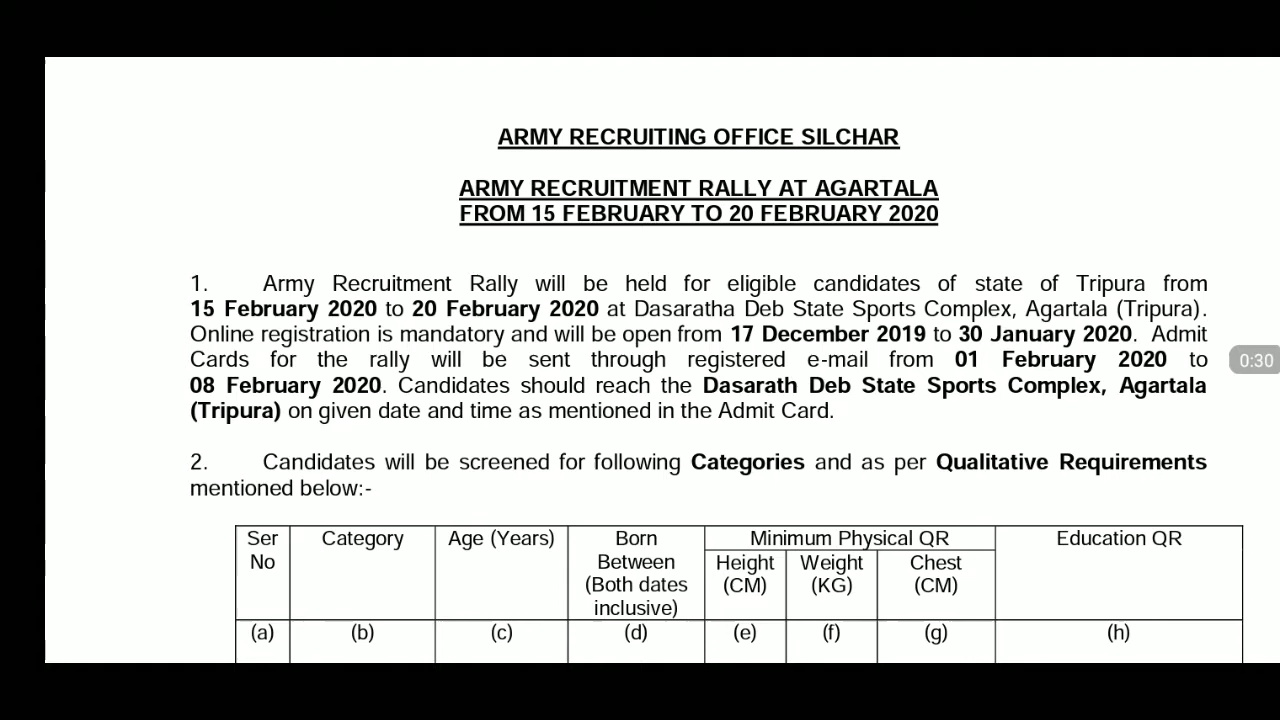 ARMY RECRUITING OFFICE SILCHAR
ARMY RECRUITMENT RALLY AT AGARTALA
FROM 15 FEBRUARY TO 20 FEBRUARY 2020
1. Army Recruitment Rally will be held for eligible candidates of state of Tripura from
15 February 2020 to 20 February 2020 at Dasaratha Deb State Sports Complex, Agartala (Tripura).
Online registration is mandatory and will be open from 17 December 2019 to 30 January 2020. Admit
Cards for the rally will be sent through registered e-mail from 01 February 2020 to
08 February 2020. Candidates should reach the Dasarath Deb State Sports Complex, Agartala
(Tripura) on given date and time as mentioned in the Admit Card.
0:30
2. Candidates will be screened for following Categories and as per Qualitative Requirements
mentioned below:-
Ser Category Age (Years) Born Minimum Physical QR Education QR
No Between Height Weight Chest
(Both dates (CM) (KG) (CM)
inclusive)
(a) (b) (c) (d) (e) (f) (g) (h)